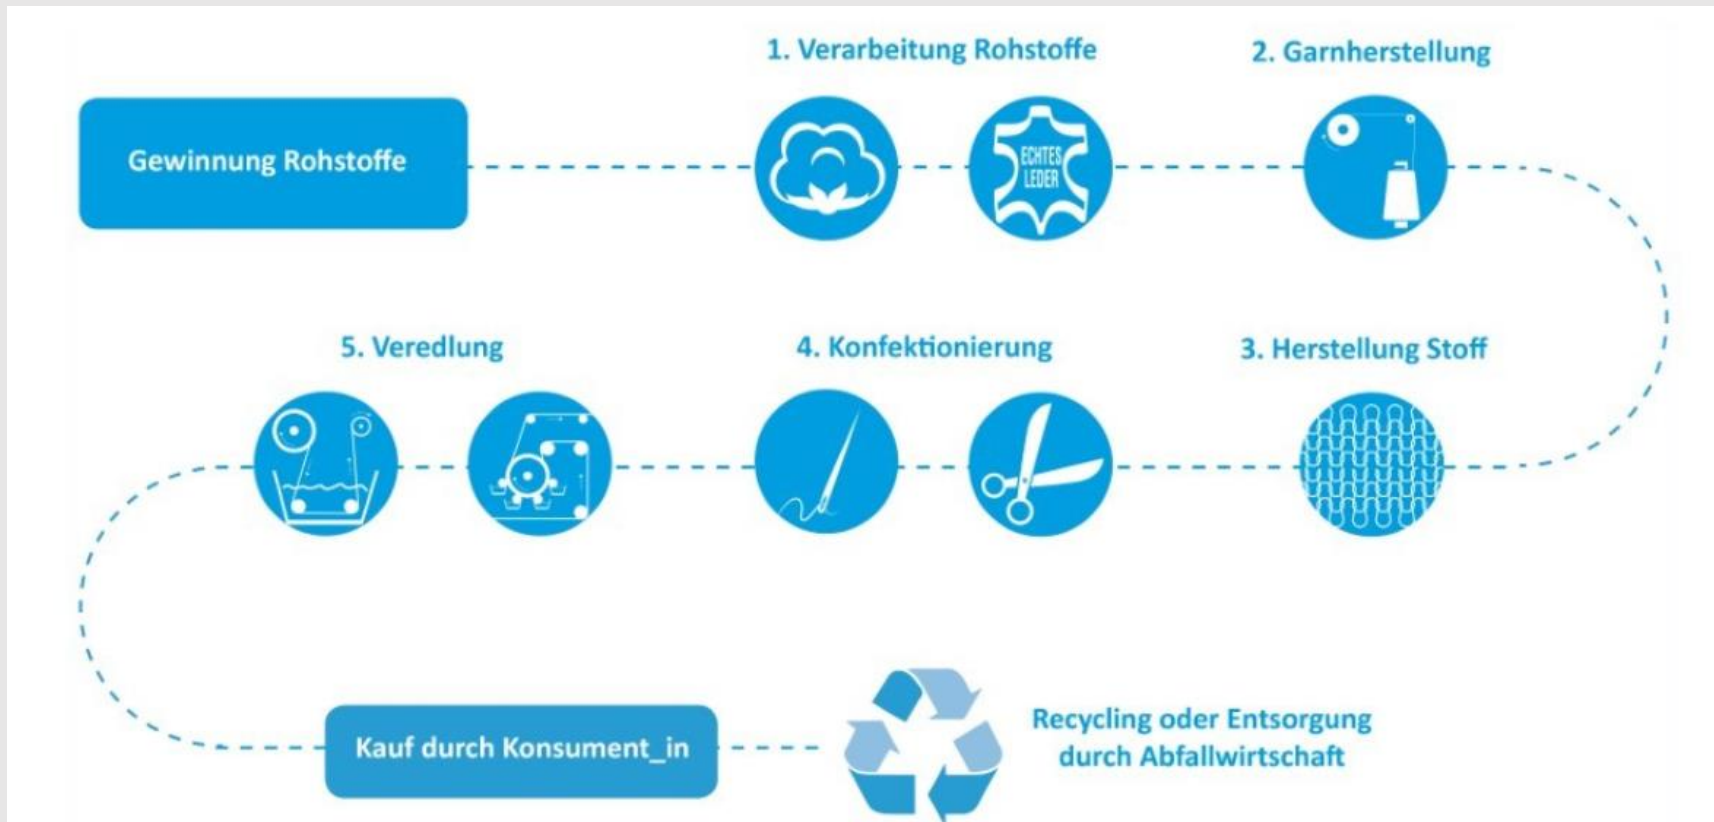 1. Verarbeitung Rohstoffe
2. Garnherstellung
Gewinnung Rohstoffe
ECHTES
LEDER
5. Veredlung
4. Konfektionierung
3. Herstellung Stoff
Kauf durch Konsument_in
Recycling oder Entsorgung
durch Abfallwirtschaft